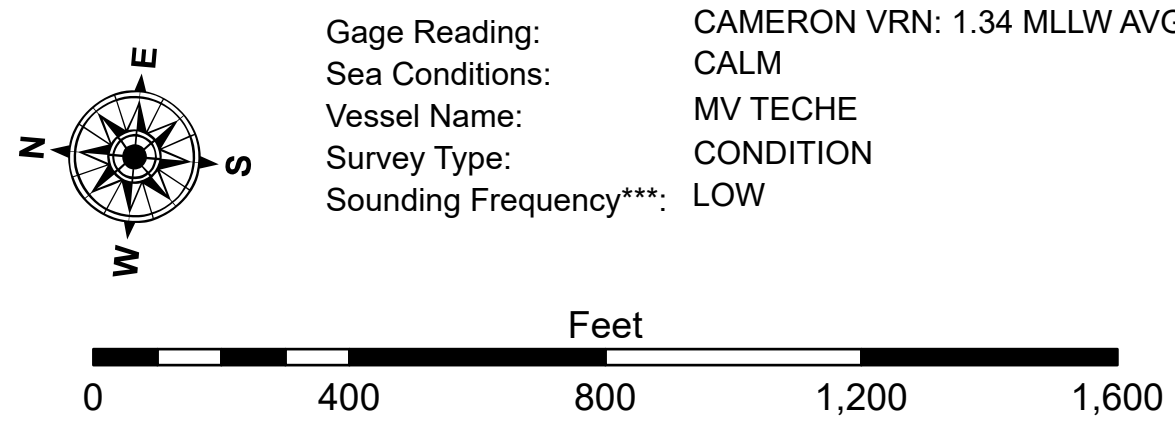 E
N
S
W
Gage Reading: CAMERON VRN: 1.34 MLLW AVG
Sea Conditions: CALM
Vessel Name: MV TECHE
Survey Type: CONDITION
Sounding Frequency***: LOW
Feet
0 400 800 1,200 1,600